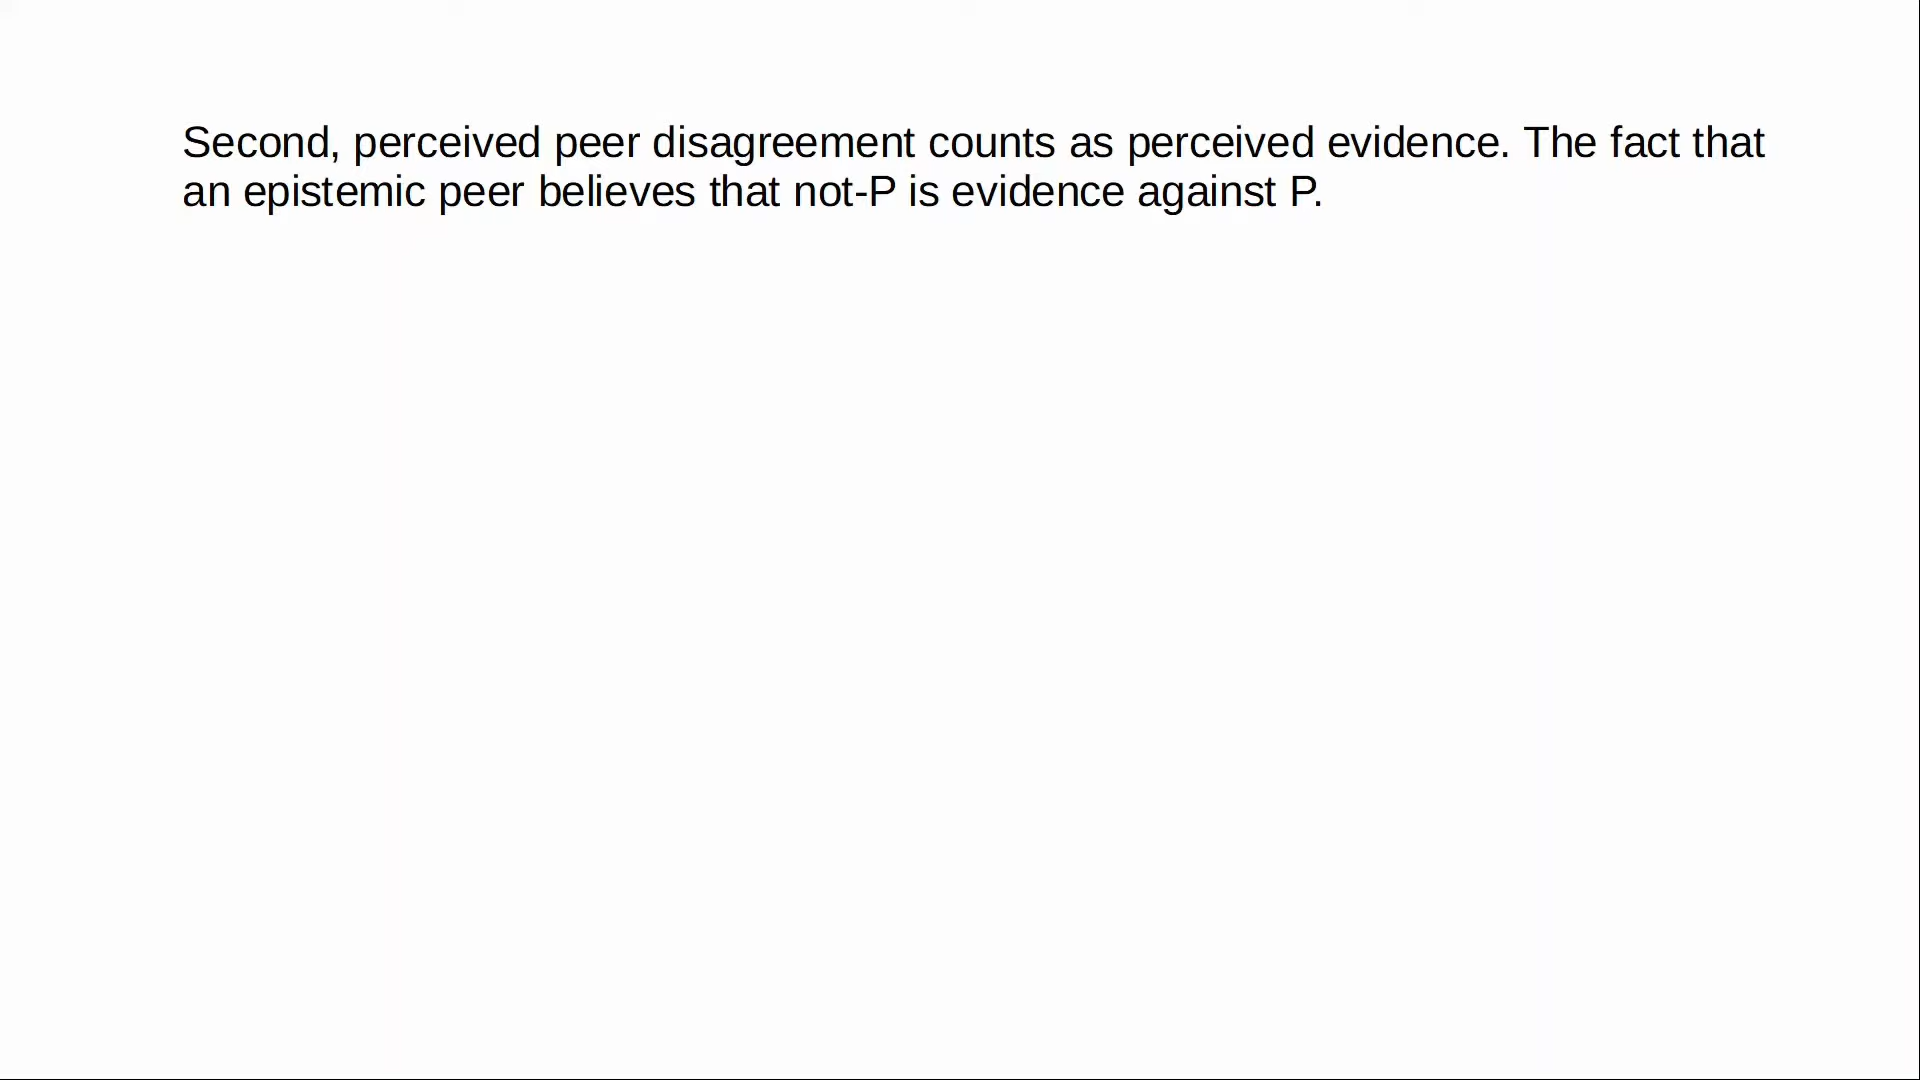 Second, perceived peer disagreement counts as perceived evidence. The fact that
an epistemic peer believes that not-P is evidence against P.